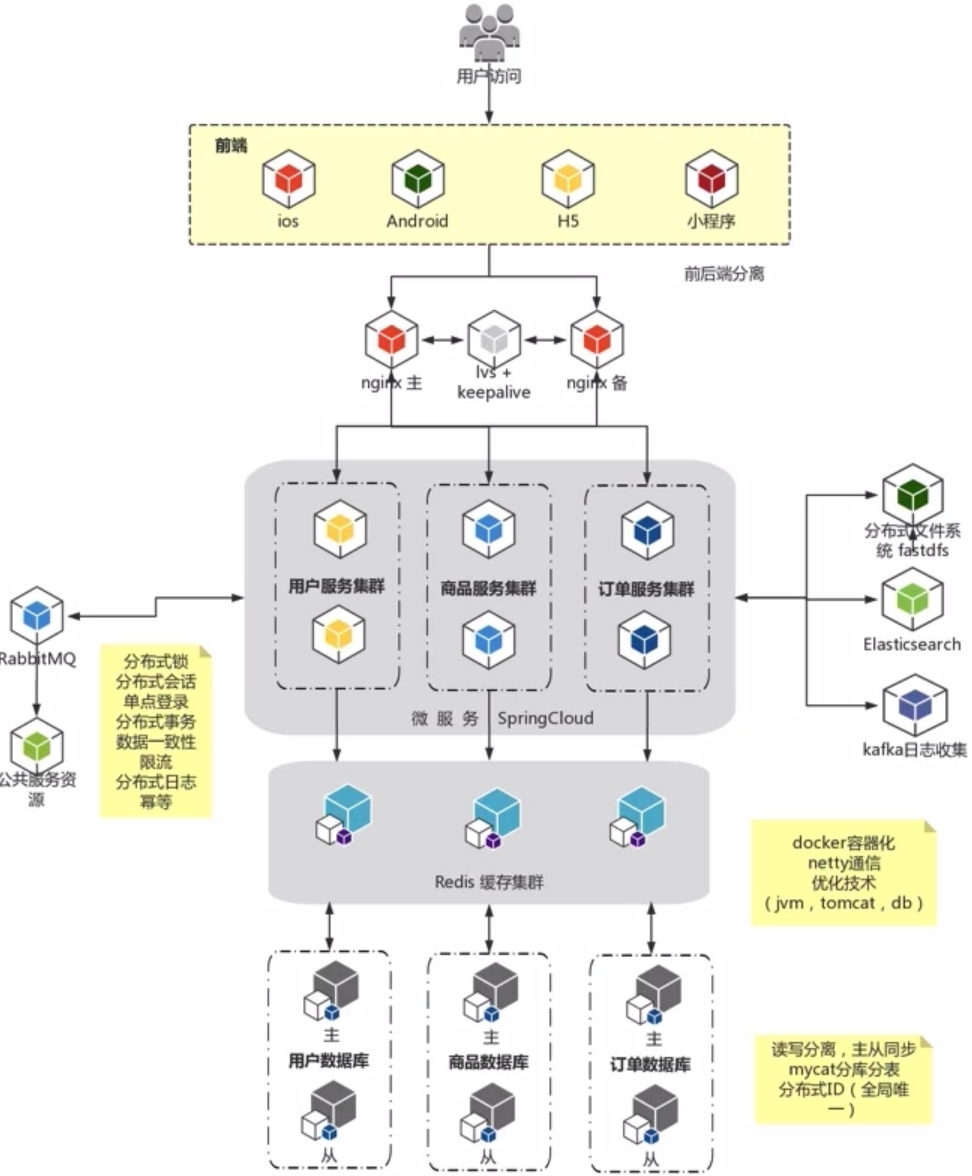 用户访问
前端
ios
Android
H5
小程序
前后端分离
nginx 主
lvs +
keepalive
nginx 备
用户服务集群
商品服务集群
订单服务集群
微 服 务 SpringCloud
分布式文件系
统 fastdfs
Elasticsearch
kafka日志收集
RabbitMQ
公共服务资
源
分布式锁
分布式会话
单点登录
分布式事务
数据一致性
限流
分布式日志
幂等
Redis 缓存集群
docker容器化
netty通信
优化技术
（jvm，tomcat，db）
主
用户数据库
从
主
商品数据库
从
主
订单数据库
从
读写分离，主从同步
mycat分库分表
分布式ID（全局唯
一）